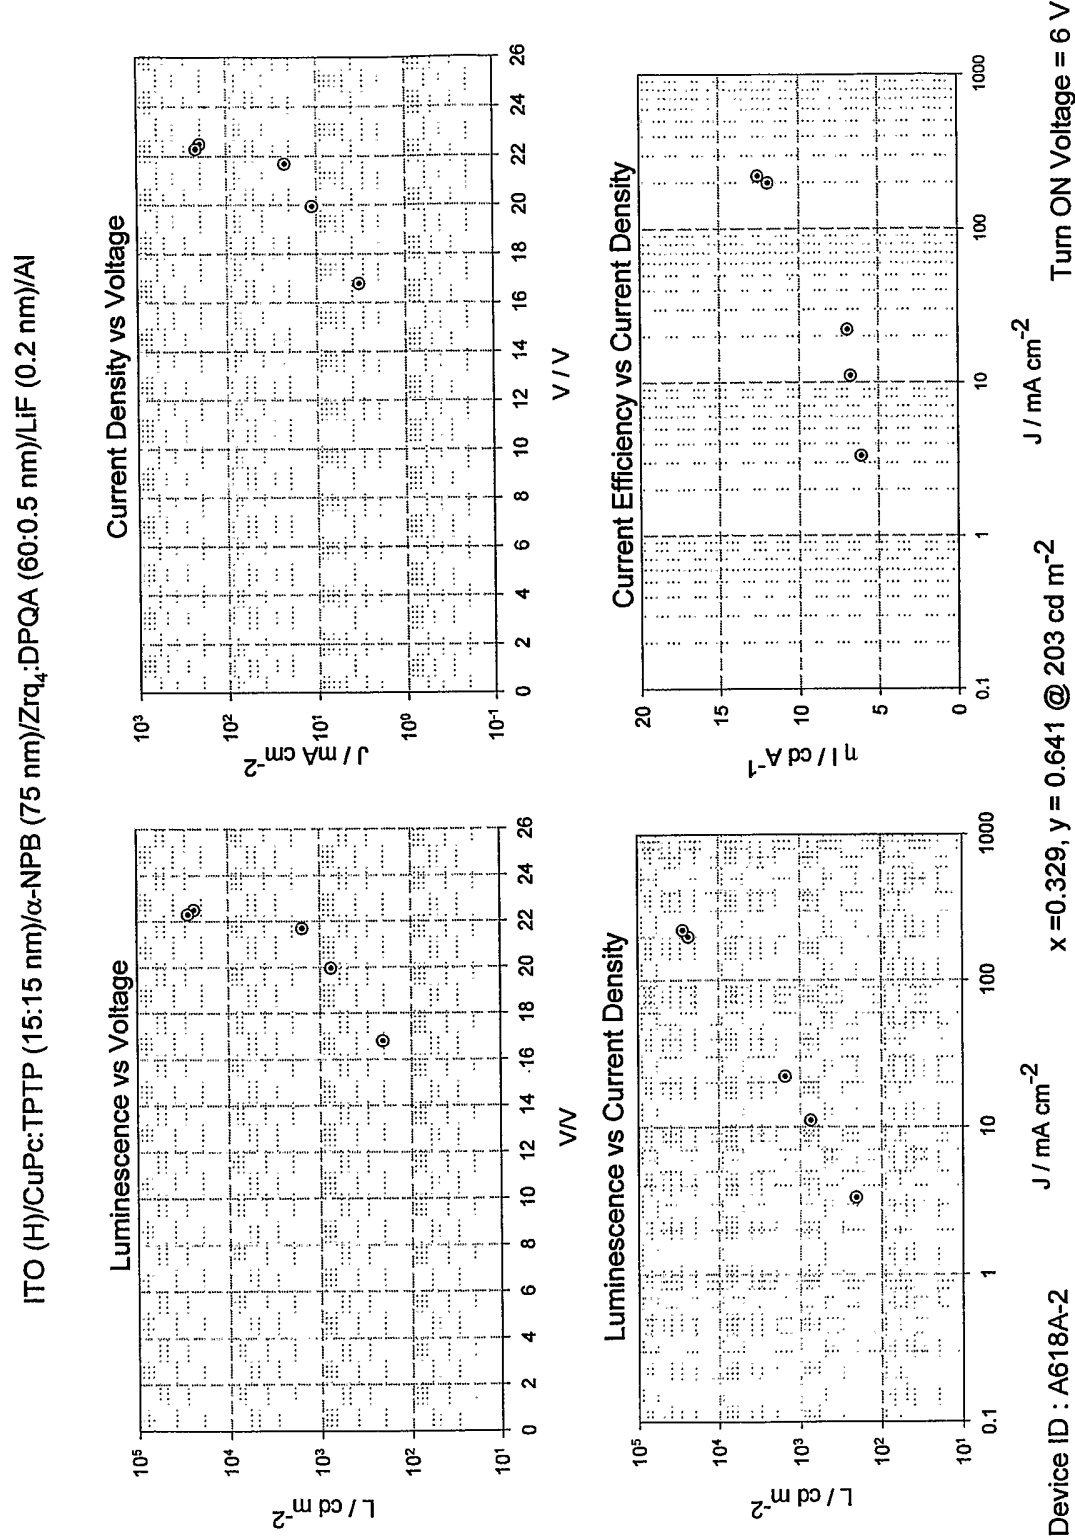 ITO (H)/CuPc:TPTP (15:15 nm)/α-NPB (75 nm)/Zrq4:DPQA (60:0.5 nm)/LiF (0.2 nm)/Al
Luminescence vs Voltage
L / cd m-2
10⁵
10⁴
10³
10²
10¹
0 2 4 6 8 10 12 14 16 18 20 22 24 26
V/V
Current Density vs Voltage
J / mA cm-2
10³
10²
10¹
10⁰
10-¹
0 2 4 6 8 10 12 14 16 18 20 22 24 26
V / V
Luminescence vs Current Density
L / cd m-2
10⁵
10⁴
10³
10²
10¹
0.1 1 10 100 1000
J / mA cm-2
Current Efficiency vs Current Density
η I / cd A-1
20
15
10
5
0
0.1 1 10 100 1000
J / mA cm-2
Device ID : A618A-2
x =0.329, y = 0.641 @ 203 cd m-2
Turn ON Voltage = 6 V